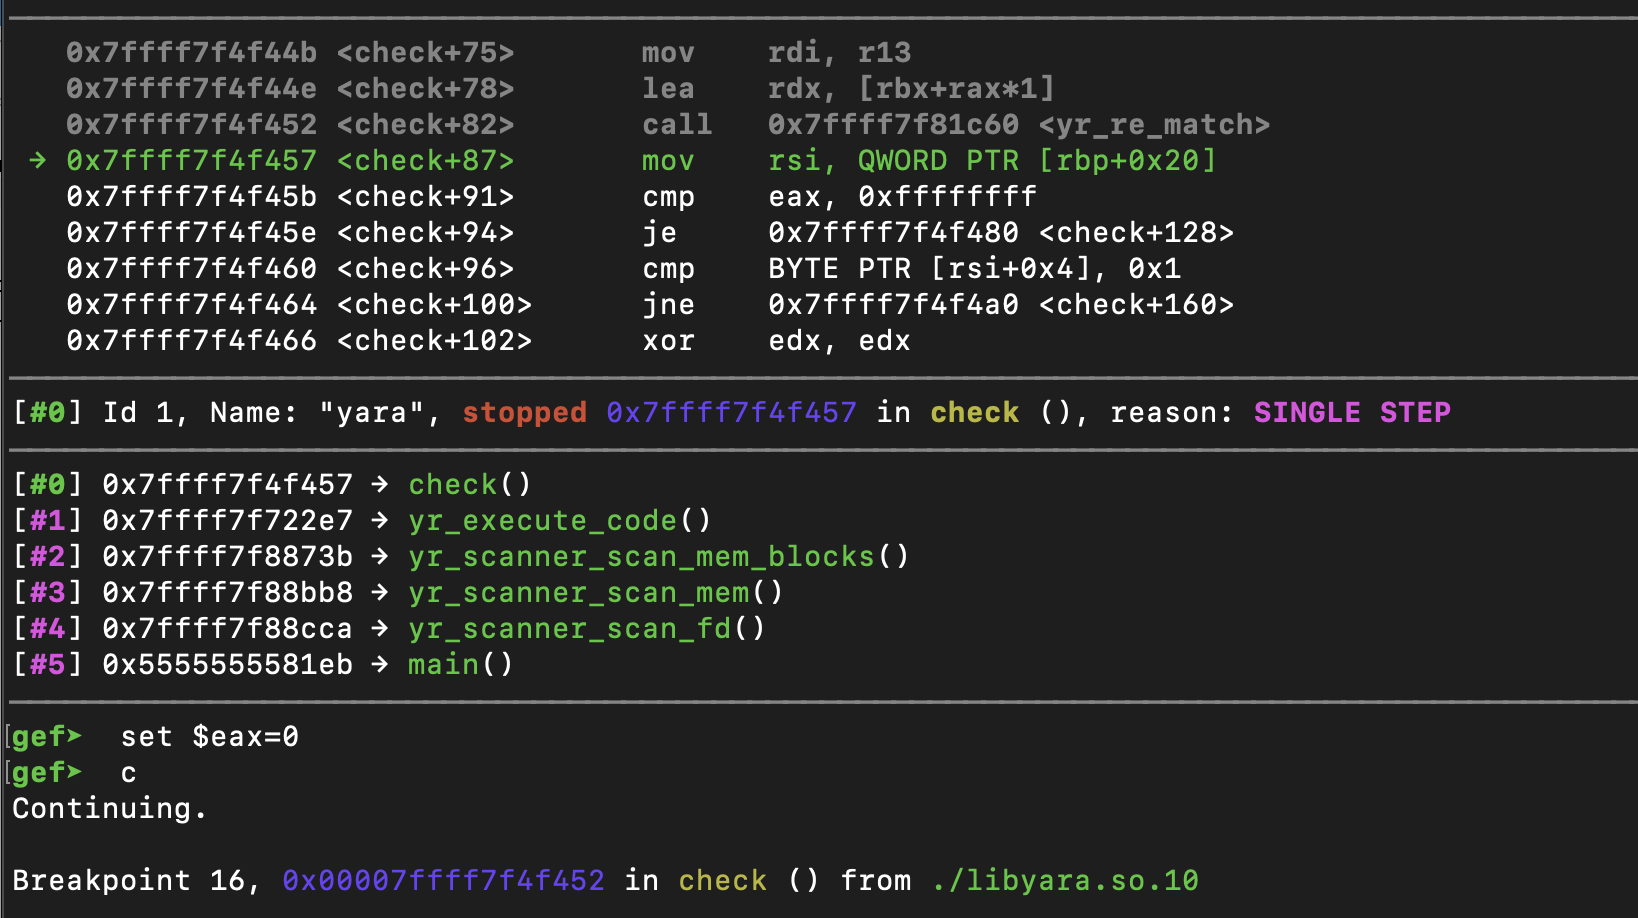 0x7ffff7f4f44b <check+75> mov rdi, r13
0x7ffff7f4f44e <check+78> lea rdx, [rbx+rax*1]
0x7ffff7f4f452 <check+82> call 0x7ffff7f81c60 <yr_re_match>
→ 0x7ffff7f4f457 <check+87> mov rsi, QWORD PTR [rbp+0x20]
0x7ffff7f4f45b <check+91> cmp eax, 0xffffffff
0x7ffff7f4f45e <check+94> je 0x7ffff7f4f480 <check+128>
0x7ffff7f4f460 <check+96> cmp BYTE PTR [rsi+0x4], 0x1
0x7ffff7f4f464 <check+100> jne 0x7ffff7f4f4a0 <check+160>
0x7ffff7f4f466 <check+102> xor edx, edx
[#0] Id 1, Name: "yara", stopped 0x7ffff7f4f457 in check (), reason: SINGLE STEP
[#0] 0x7ffff7f4f457 → check()
[#1] 0x7ffff7f722e7 → yr_execute_code()
[#2] 0x7ffff7f8873b → yr_scanner_scan_mem_blocks()
[#3] 0x7ffff7f88bb8 → yr_scanner_scan_mem()
[#4] 0x7ffff7f88cca → yr_scanner_scan_fd()
[#5] 0x5555555581eb → main()
gef➤ set $eax=0
gef➤ c
Continuing.
Breakpoint 16, 0x00007ffff7f4f452 in check () from ./libyara.so.10